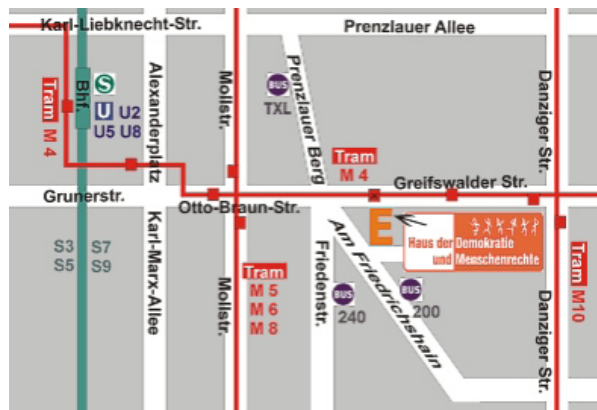 Karl-Liebknecht-Str.
Prenzlauer Allee
Tram M 4
Bhf.
S
U U2
U5 U8
Alexanderplatz
Mollstr.
BUS
TXL
Prenzlauer Berg
Danziger Str.
Tram
M 4
Greifswalder Str.
Grunerstr.
Otto-Braun-Str.
E
Haus der Demokratie
und Menschenrechte
S3 S7
S5 S9
Karl-Marx-Allee
Mollstr.
Tram
M 5
M 6
M 8
Friedenstr.
Am Friedrichshain
BUS
240
BUS
200
Danziger Str.
Tram M10